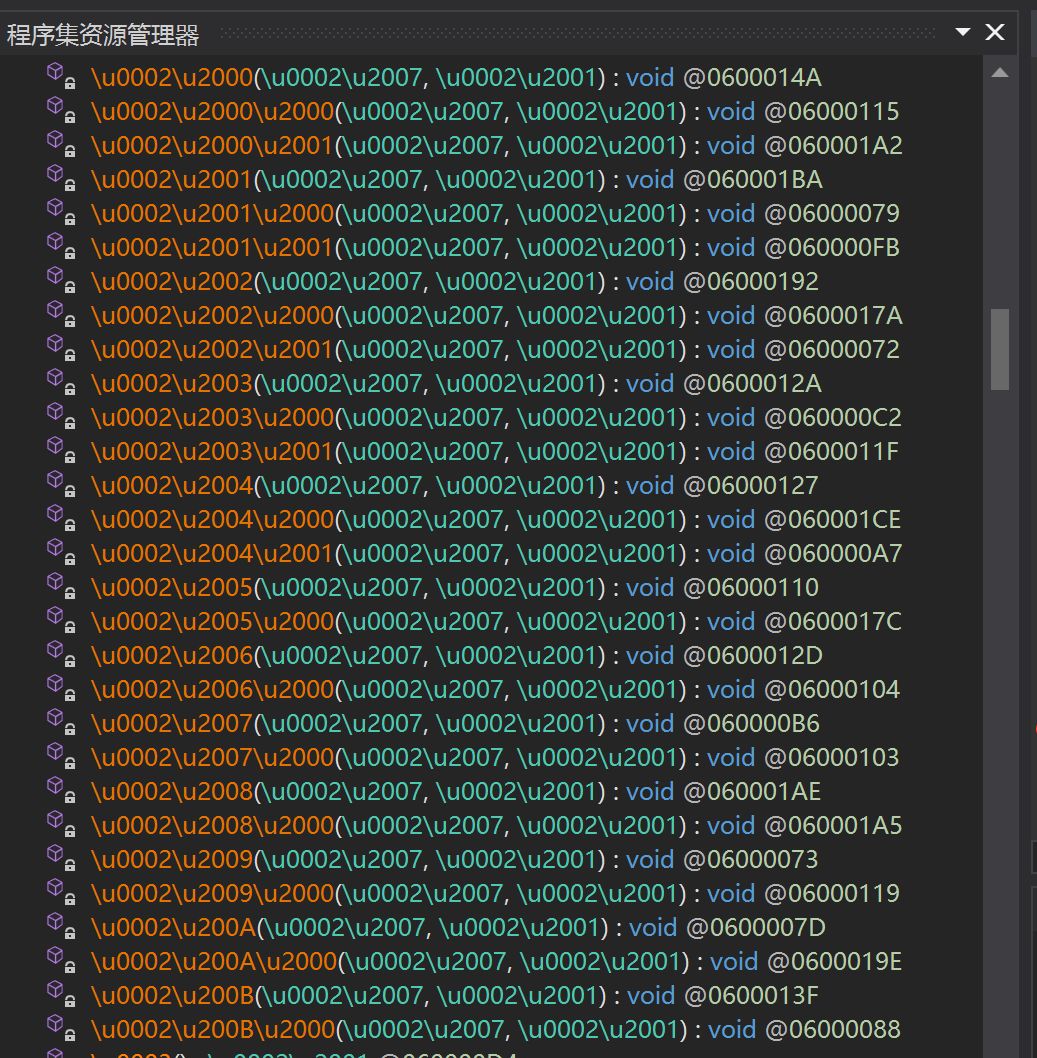 程序集资源管理器
\u0002\u2000(\u0002\u2007, \u0002\u2001) : void @0600014A
\u0002\u2000\u2000(\u0002\u2007, \u0002\u2001) : void @06000115
\u0002\u2000\u2001(\u0002\u2007, \u0002\u2001) : void @060001A2
\u0002\u2001(\u0002\u2007, \u0002\u2001) : void @060001BA
\u0002\u2001\u2000(\u0002\u2007, \u0002\u2001) : void @06000079
\u0002\u2001\u2001(\u0002\u2007, \u0002\u2001) : void @060000FB
\u0002\u2002(\u0002\u2007, \u0002\u2001) : void @06000192
\u0002\u2002\u2000(\u0002\u2007, \u0002\u2001) : void @0600017A
\u0002\u2002\u2001(\u0002\u2007, \u0002\u2001) : void @06000072
\u0002\u2003(\u0002\u2007, \u0002\u2001) : void @0600012A
\u0002\u2003\u2000(\u0002\u2007, \u0002\u2001) : void @060000C2
\u0002\u2003\u2001(\u0002\u2007, \u0002\u2001) : void @0600011F
\u0002\u2004(\u0002\u2007, \u0002\u2001) : void @06000127
\u0002\u2004\u2000(\u0002\u2007, \u0002\u2001) : void @060001CE
\u0002\u2004\u2001(\u0002\u2007, \u0002\u2001) : void @060000A7
\u0002\u2005(\u0002\u2007, \u0002\u2001) : void @06000110
\u0002\u2005\u2000(\u0002\u2007, \u0002\u2001) : void @0600017C
\u0002\u2006(\u0002\u2007, \u0002\u2001) : void @0600012D
\u0002\u2006\u2000(\u0002\u2007, \u0002\u2001) : void @06000104
\u0002\u2007(\u0002\u2007, \u0002\u2001) : void @060000B6
\u0002\u2007\u2000(\u0002\u2007, \u0002\u2001) : void @06000103
\u0002\u2008(\u0002\u2007, \u0002\u2001) : void @060001AE
\u0002\u2008\u2000(\u0002\u2007, \u0002\u2001) : void @060001A5
\u0002\u2009(\u0002\u2007, \u0002\u2001) : void @06000073
\u0002\u2009\u2000(\u0002\u2007, \u0002\u2001) : void @06000119
\u0002\u200A(\u0002\u2007, \u0002\u2001) : void @0600007D
\u0002\u200A\u2000(\u0002\u2007, \u0002\u2001) : void @0600019E
\u0002\u200B(\u0002\u2007, \u0002\u2001) : void @0600013F
\u0002\u200B\u2000(\u0002\u2007, \u0002\u2001) : void @06000088